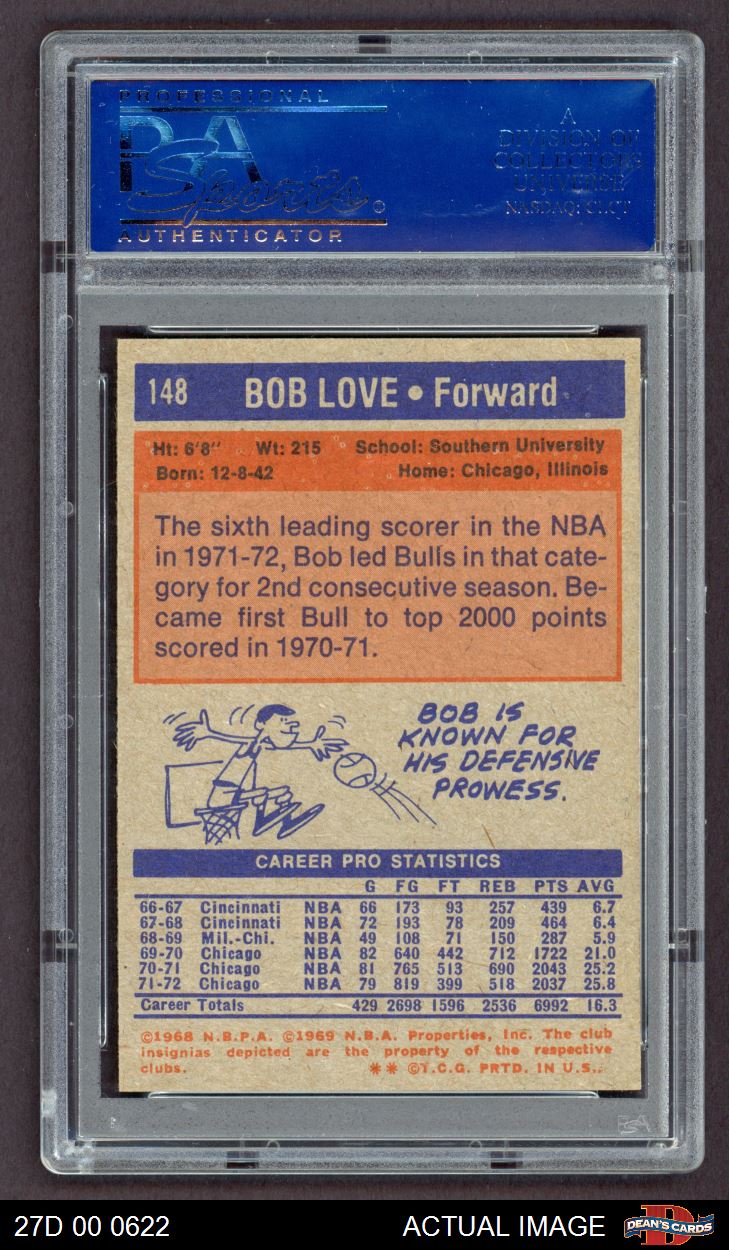 PROFESSIONAL
PSA
Sports ®
AUTHENTICATOR
A
DIVISION OF
COLLECTORS
UNIVERSE
NASDAQ: CLCT
148 BOB LOVE • Forward
Ht: 6'8" Wt: 215 School: Southern University
Born: 12-8-42 Home: Chicago, Illinois
The sixth leading scorer in the NBA
in 1971-72, Bob led Bulls in that cate-
gory for 2nd consecutive season. Be-
came first Bull to top 2000 points
scored in 1970-71.
BOB IS
KNOWN FOR
HIS DEFENSIVE
PROWESS.
CAREER PRO STATISTICS
G FG FT REB PTS AVG
66-67 Cincinnati NBA 66 173 93 257 439 6.7
67-68 Cincinnati NBA 72 193 78 209 464 6.4
68-69 Mil.-Chi. NBA 49 108 71 150 287 5.9
69-70 Chicago NBA 82 640 442 712 1722 21.0
70-71 Chicago NBA 81 765 513 690 2043 25.2
71-72 Chicago NBA 79 819 399 518 2037 25.8
Career Totals 429 2698 1596 2536 6992 16.3
©1968 N.B.P.A. ©1969 N.B.A. Properties, Inc. The club
insignias depicted are the property of the respective
clubs. ** ©T.C.G. PRTD. IN U.S.
PSA
27D 00 0622 ACTUAL IMAGE DEAN'S CARDS